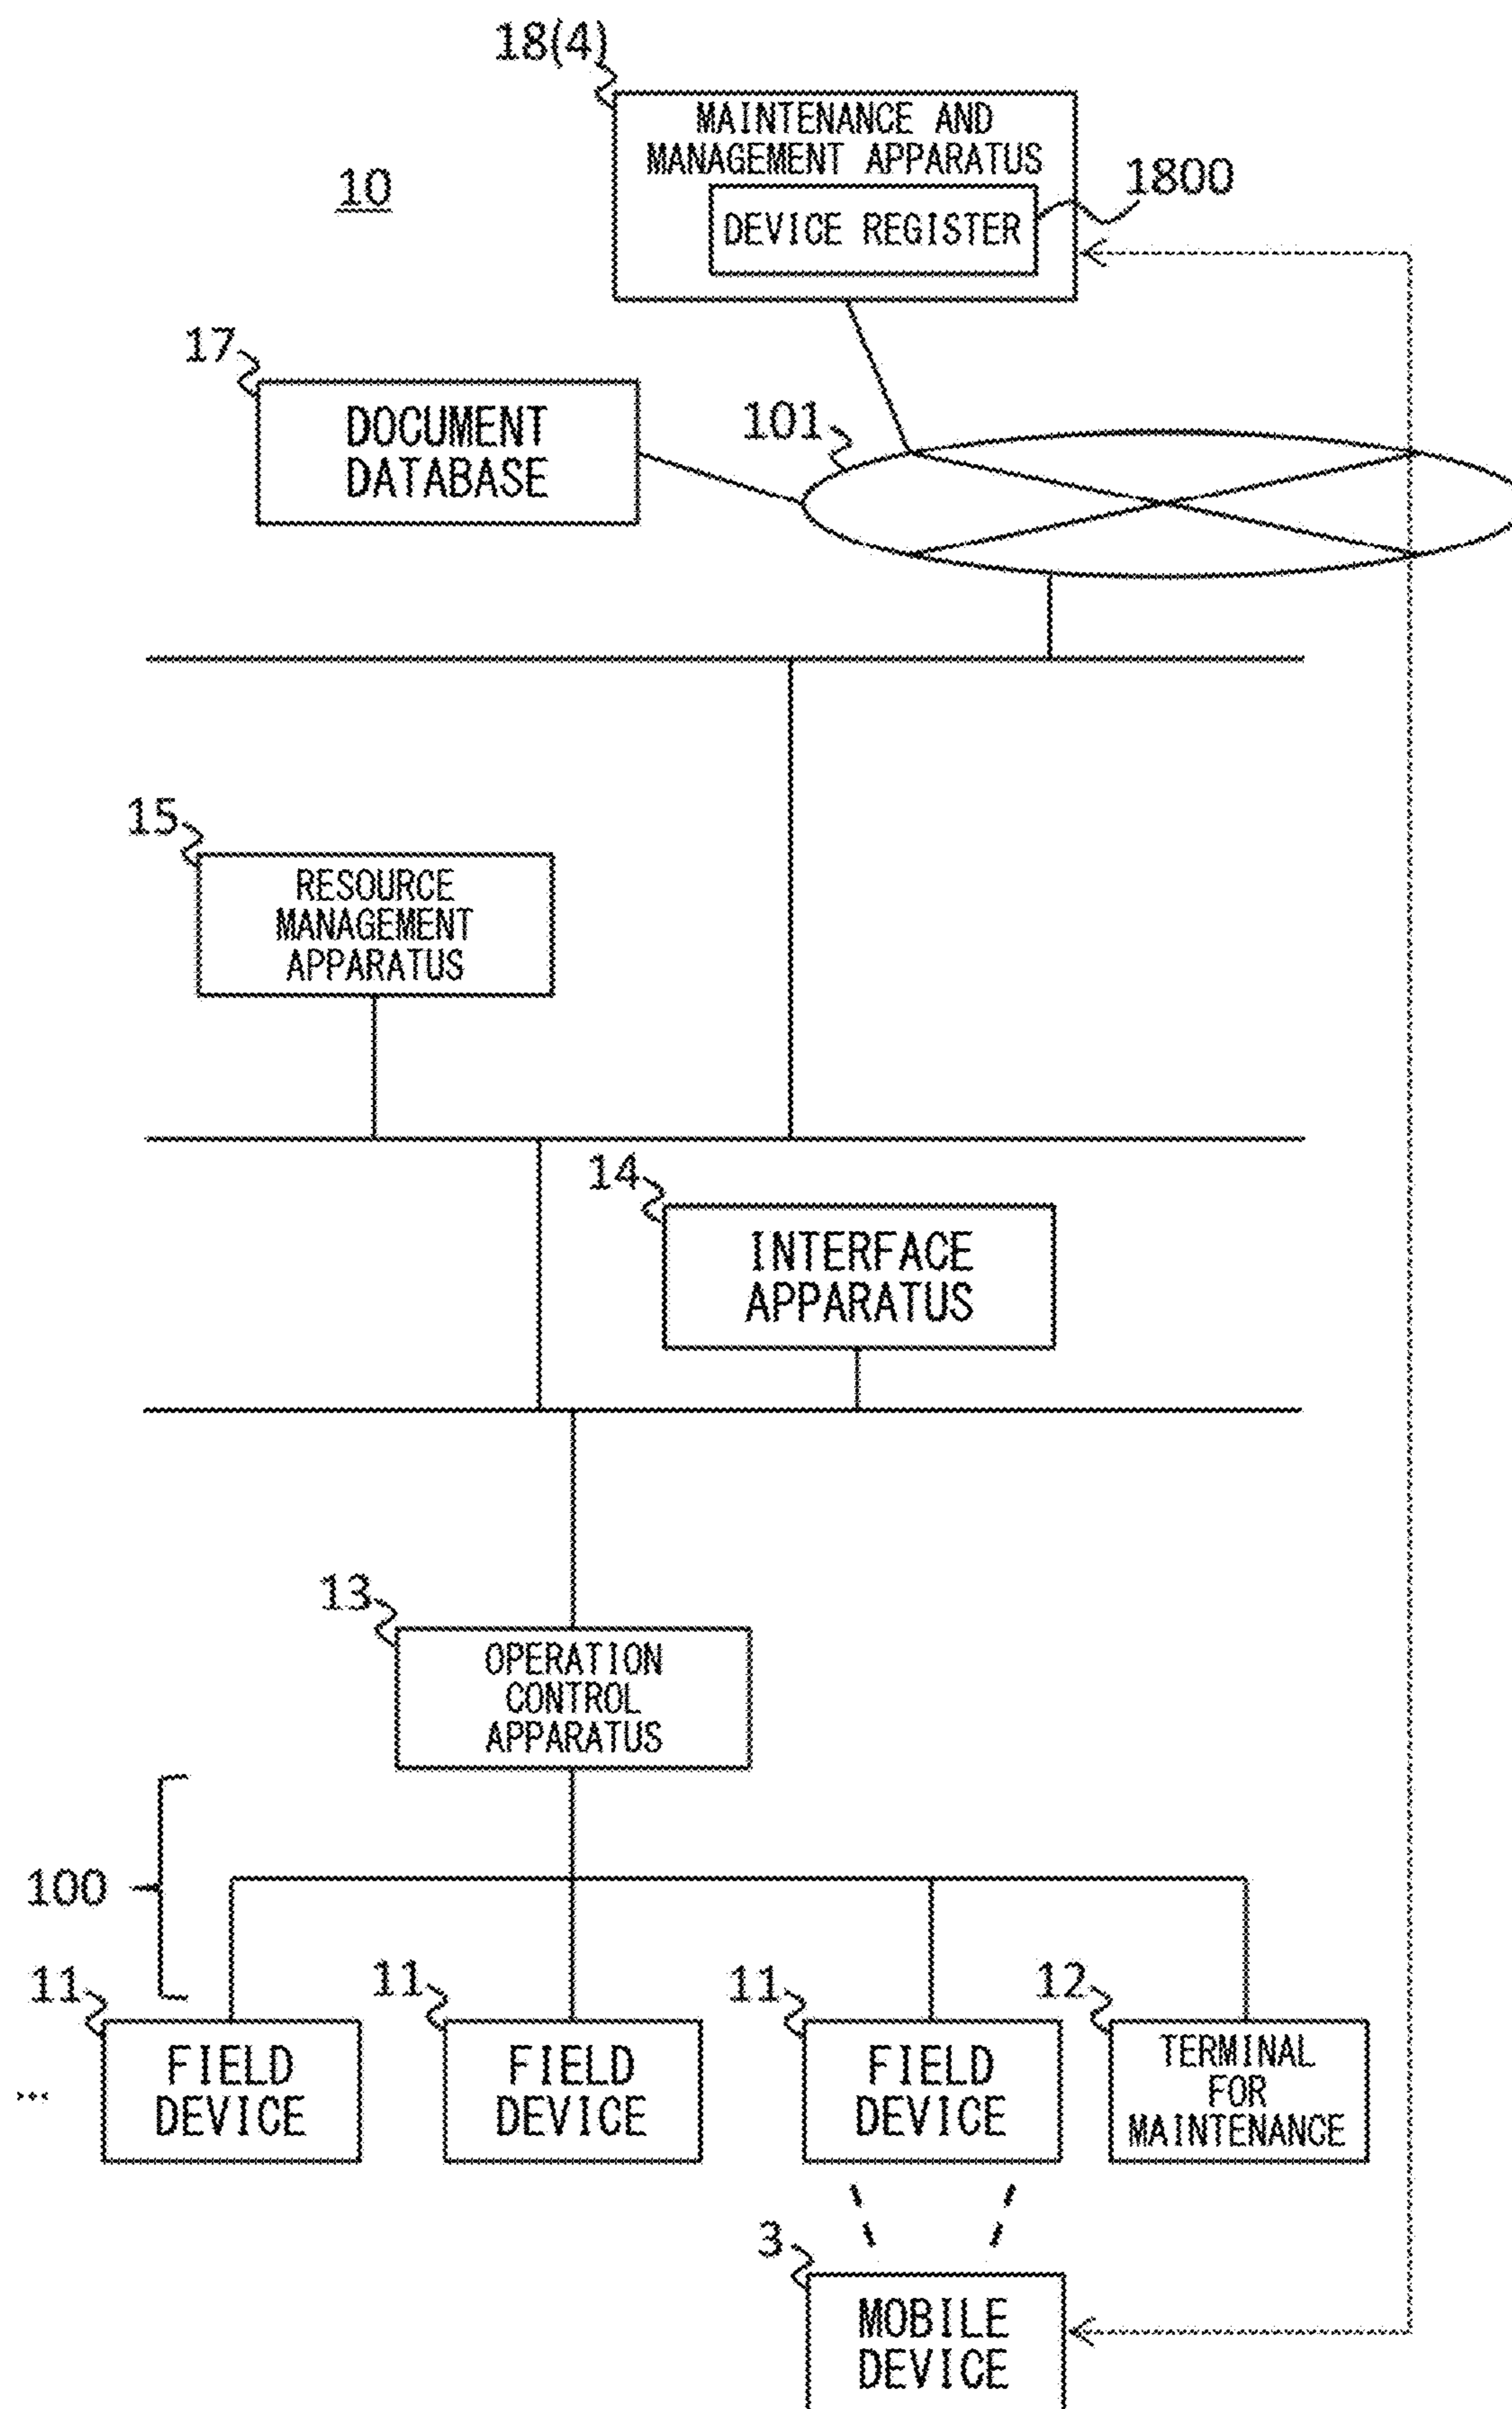 18(4)
MAINTENANCE AND
MANAGEMENT APPARATUS
10
1800
DEVICE REGISTER
17
DOCUMENT
DATABASE
101
15
RESOURCE
MANAGEMENT
APPARATUS
14
INTERFACE
APPARATUS
13
OPERATION
CONTROL
APPARATUS
100
11
11
11
12
FIELD
DEVICE
FIELD
DEVICE
FIELD
DEVICE
TERMINAL
FOR
MAINTENANCE
...
3
MOBILE
DEVICE